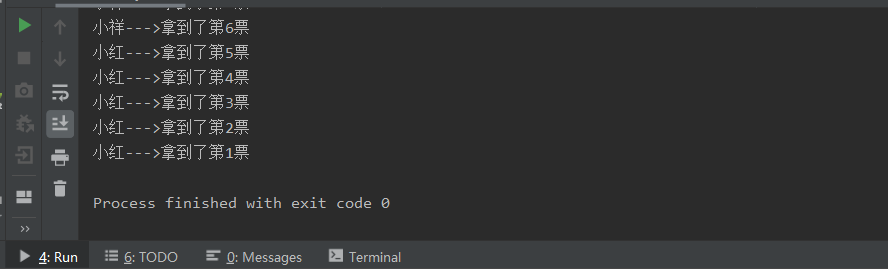 小祥--->拿到了第6票
小红--->拿到了第5票
小红--->拿到了第4票
小红--->拿到了第3票
小红--->拿到了第2票
小红--->拿到了第1票
Process finished with exit code 0
4: Run 6: TODO 0: Messages Terminal